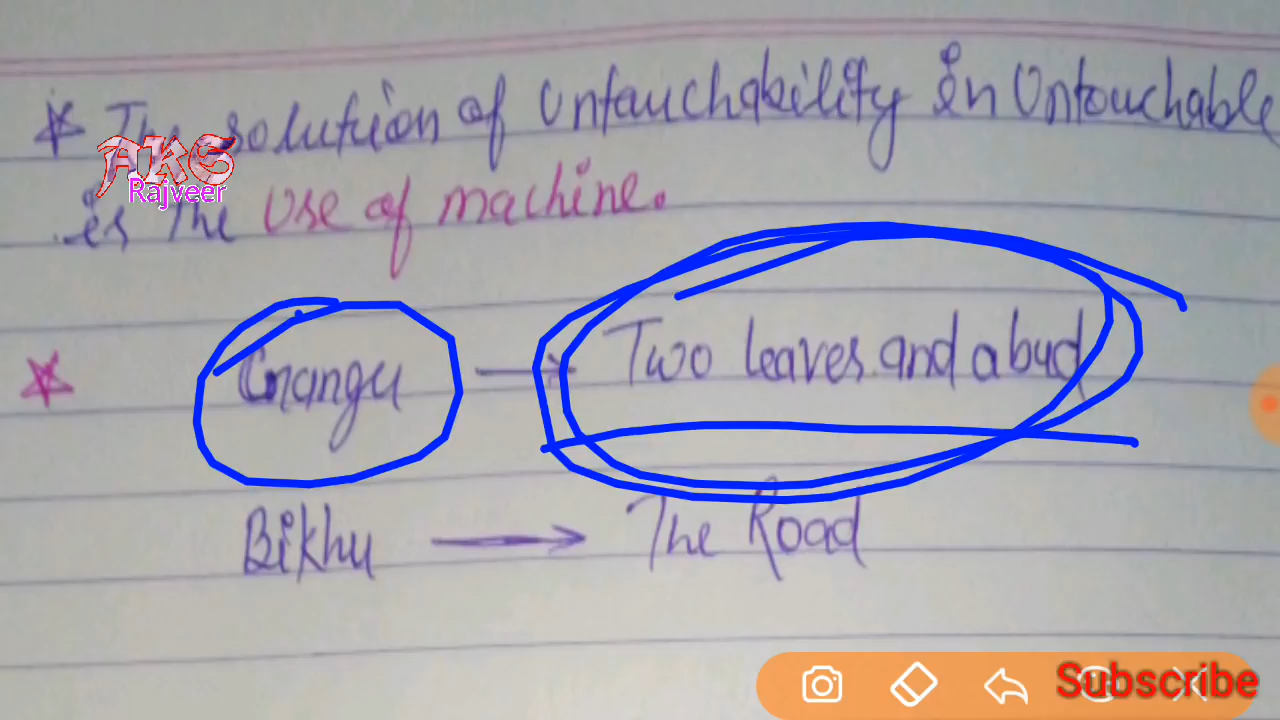 * The solution of Untouchability in Untouchable
AKG
Rajveer
is the Use of machine.
* Gangu → Two leaves and a bud
Bikhu → The Road
Subscribe